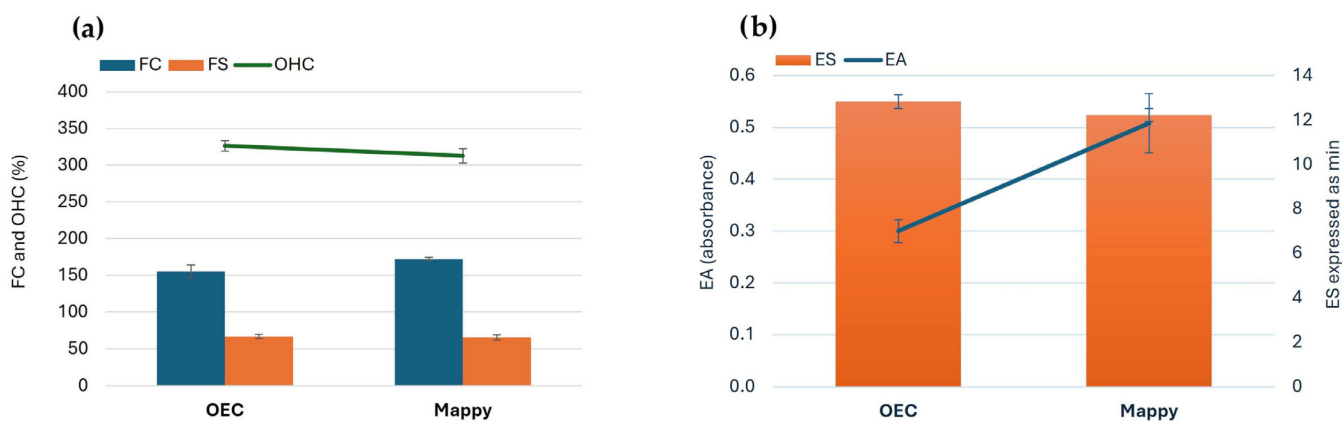 (a)
FC FS OHC
FC and OHC (%)
400
350
300
250
200
150
100
50
0
OEC Mappy
(b)
ES EA
EA (absorbance)
0.6
0.5
0.4
0.3
0.2
0.1
0.0
14
12
10
8
6
4
2
0
ES expressed as min
OEC Mappy